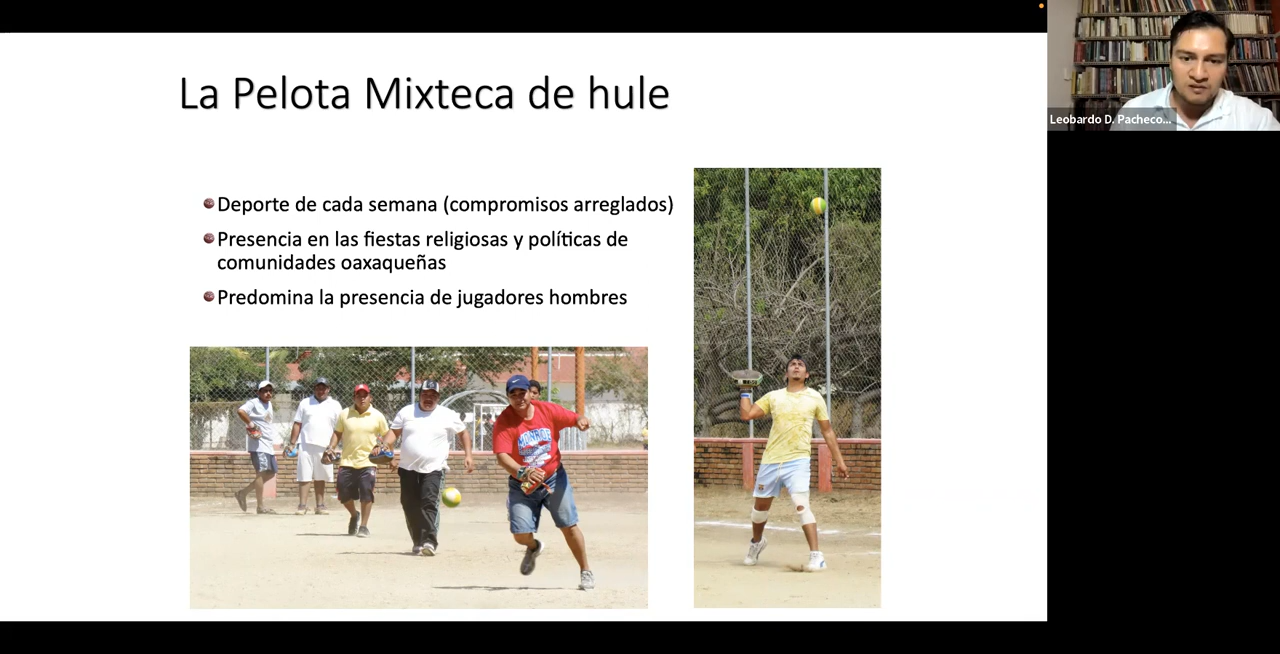 La Pelota Mixteca de hule
Deporte de cada semana (compromisos arreglados)
Presencia en las fiestas religiosas y políticas de
comunidades oaxaqueñas
Predomina la presencia de jugadores hombres
Leobardo D. Pacheco...
MONROE